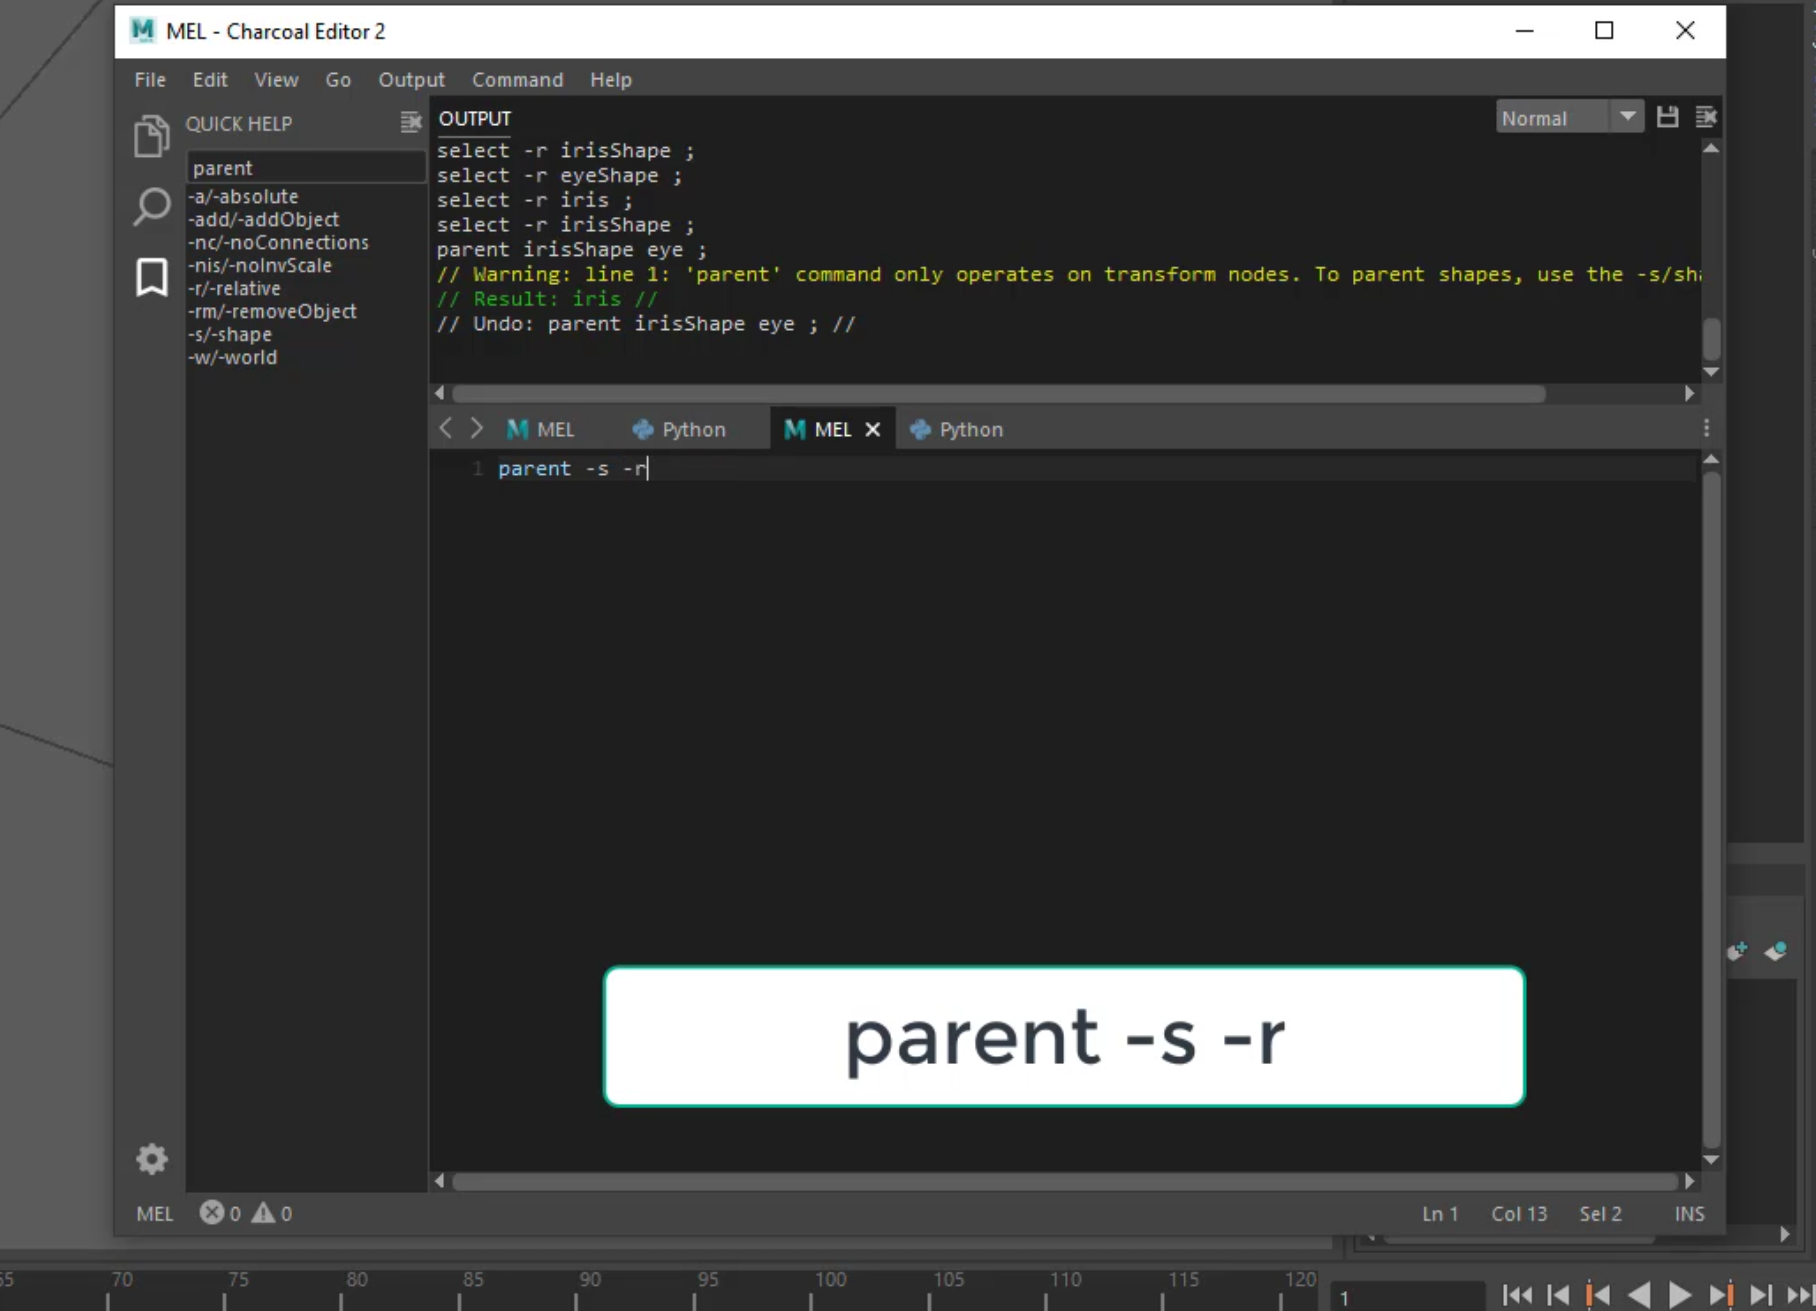 MEL - Charcoal Editor 2
File Edit View Go Output Command Help
QUICK HELP
parent
-a/-absolute
-add/-addObject
-nc/-noConnections
-nis/-noInvScale
-r/-relative
-rm/-removeObject
-s/-shape
-w/-world
OUTPUT
Normal
select -r irisShape ;
select -r eyeShape ;
select -r iris ;
select -r irisShape ;
parent irisShape eye ;
// Warning: line 1: 'parent' command only operates on transform nodes. To parent shapes, use the -s/sha
// Result: iris //
// Undo: parent irisShape eye ; //
MEL Python MEL Python
1 parent -s -r
parent -s -r
MEL 0 0 Ln 1 Col 13 Sel 2 INS
70 75 80 85 90 95 100 105 110 115 120
1